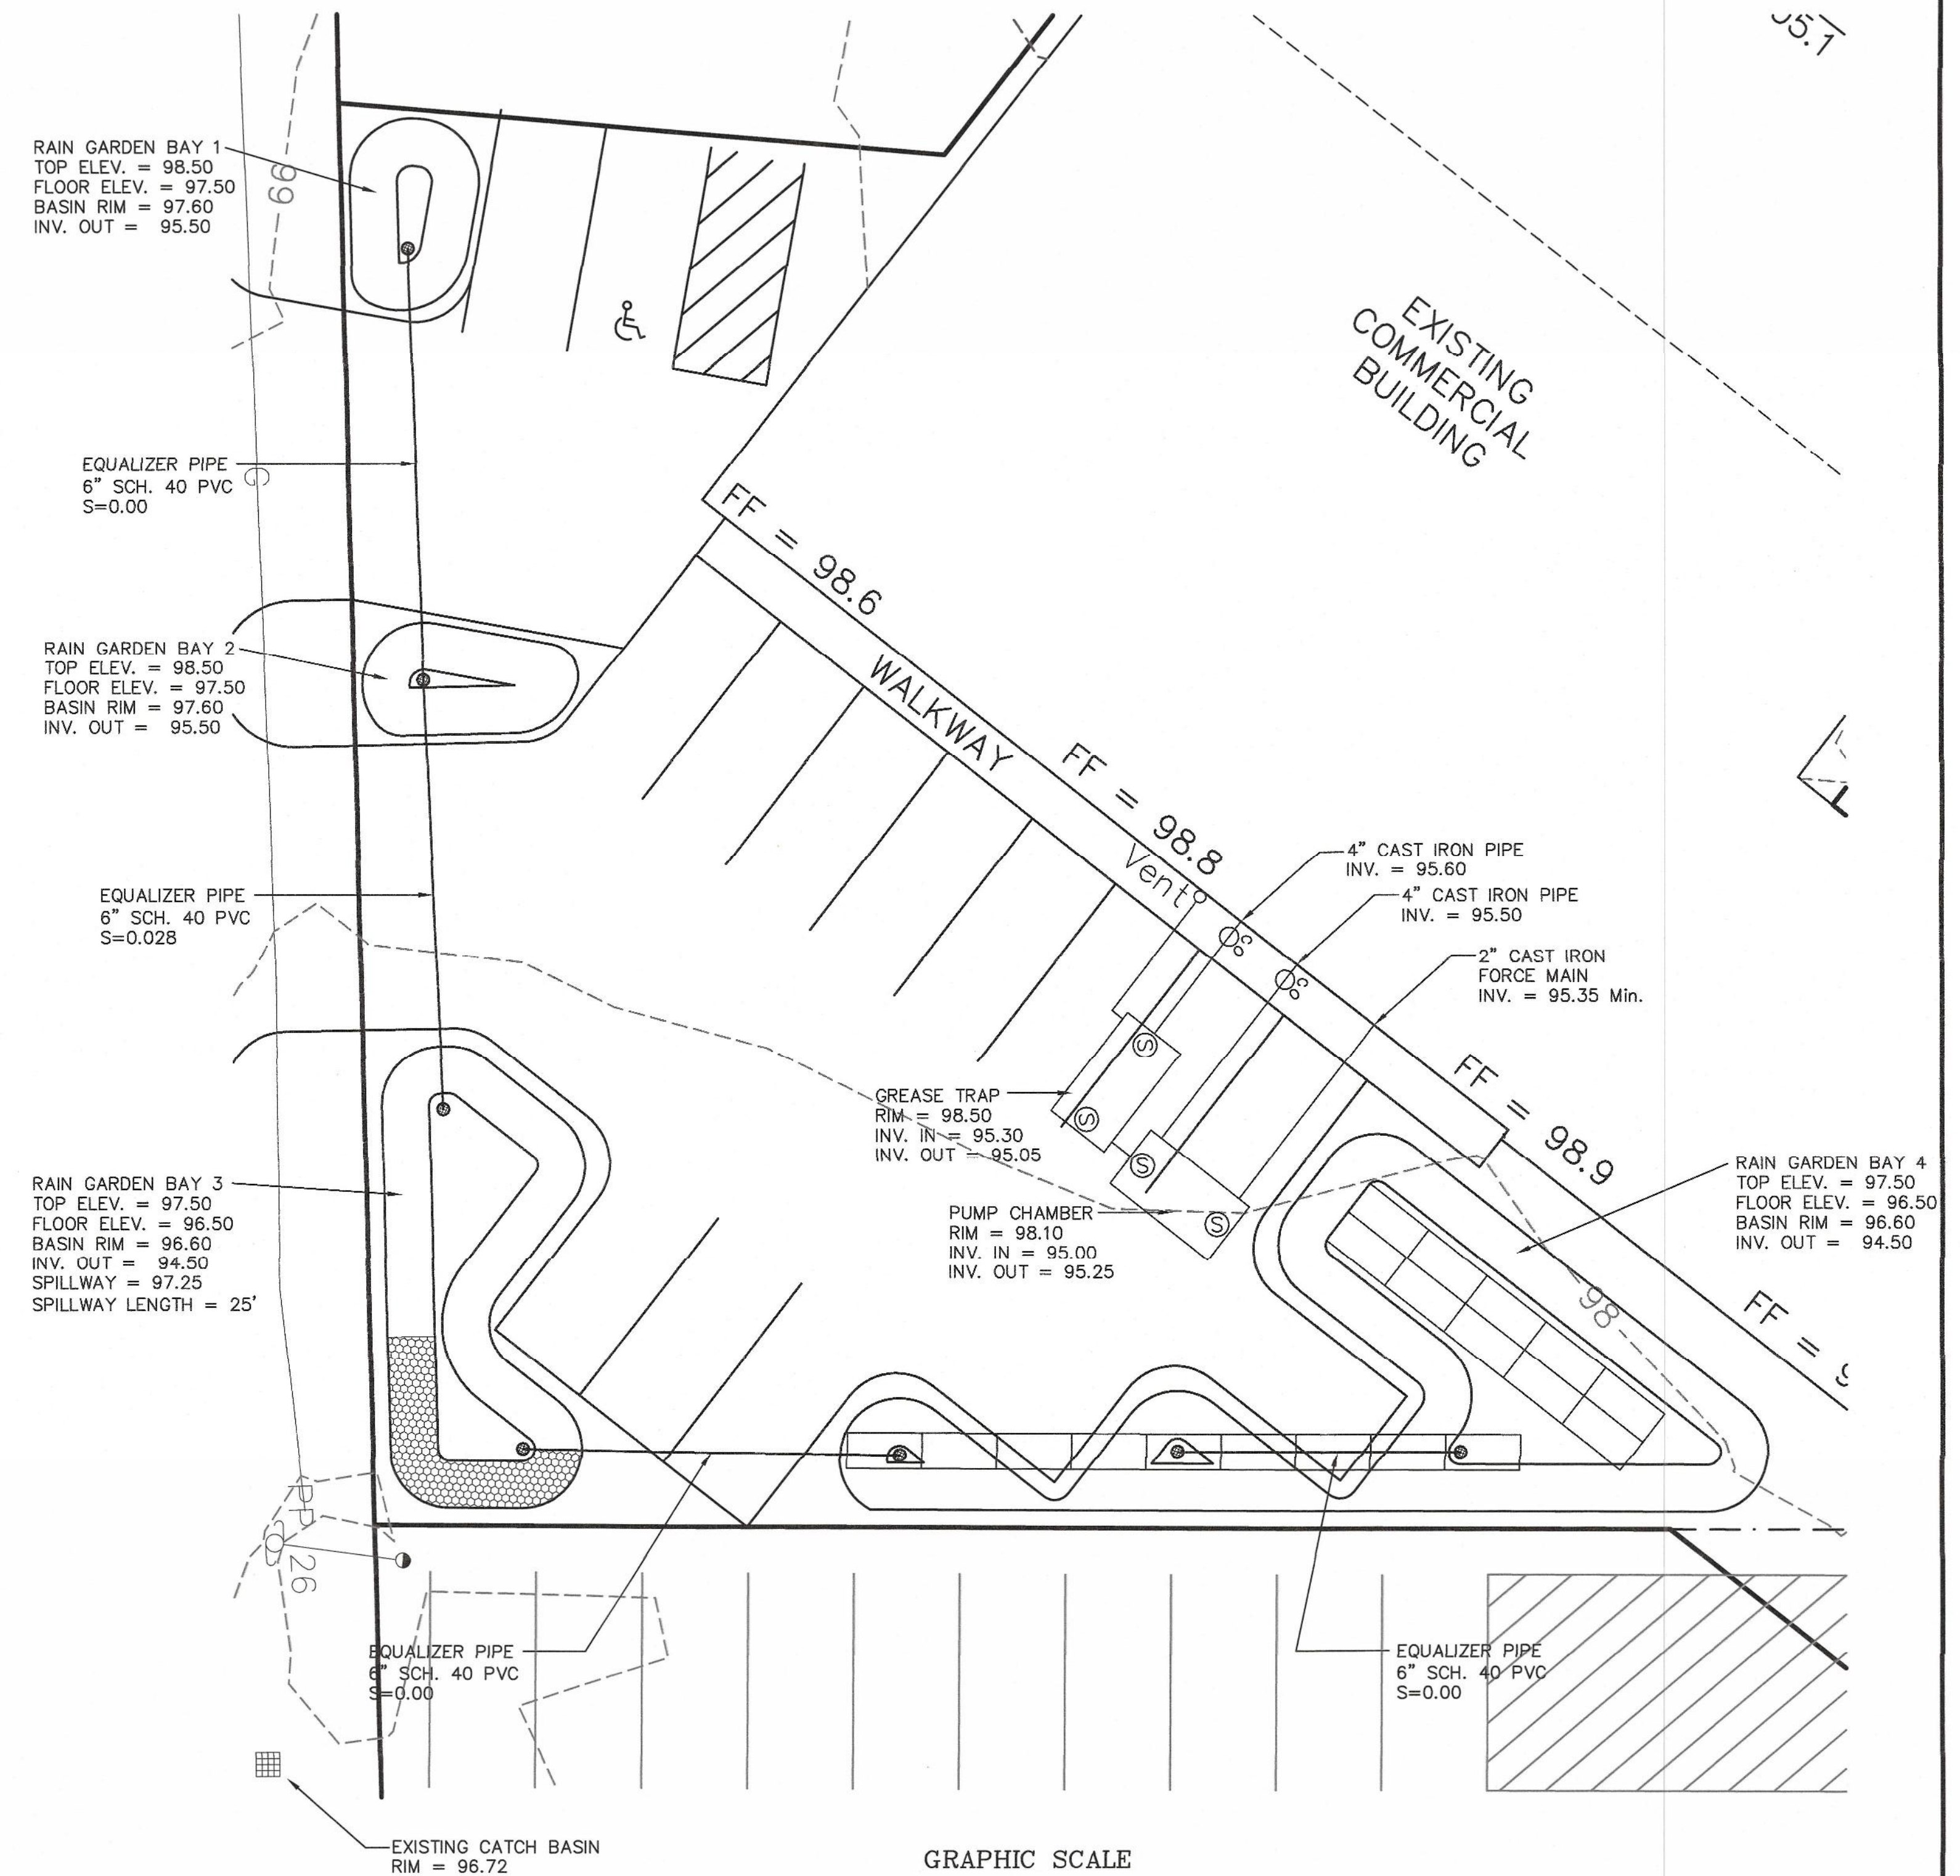 05.1
RAIN GARDEN BAY 1
TOP ELEV. = 98.50
FLOOR ELEV. = 97.50
BASIN RIM = 97.60
INV. OUT = 95.50
99
EXISTING
COMMERCIAL
BUILDING
EQUALIZER PIPE
6" SCH. 40 PVC
S=0.00
G
FF = 98.6
RAIN GARDEN BAY 2
TOP ELEV. = 98.50
FLOOR ELEV. = 97.50
BASIN RIM = 97.60
INV. OUT = 95.50
WALKWAY
FF = 98.8
Vent
4" CAST IRON PIPE
INV. = 95.60
4" CAST IRON PIPE
INV. = 95.50
EQUALIZER PIPE
6" SCH. 40 PVC
S=0.028
2" CAST IRON
FORCE MAIN
INV. = 95.35 Min.
CO
CO
S
S
S
S
GREASE TRAP
RIM = 98.50
INV. IN = 95.30
INV. OUT = 95.05
FF = 98.9
RAIN GARDEN BAY 3
TOP ELEV. = 97.50
FLOOR ELEV. = 96.50
BASIN RIM = 96.60
INV. OUT = 94.50
SPILLWAY = 97.25
SPILLWAY LENGTH = 25'
PUMP CHAMBER
RIM = 98.10
INV. IN = 95.00
INV. OUT = 95.25
RAIN GARDEN BAY 4
TOP ELEV. = 97.50
FLOOR ELEV. = 96.50
BASIN RIM = 96.60
INV. OUT = 94.50
98
FF =
PP
26
EQUALIZER PIPE
6" SCH. 40 PVC
S=0.00
EQUALIZER PIPE
6" SCH. 40 PVC
S=0.00
EXISTING CATCH BASIN
RIM = 96.72
GRAPHIC SCALE